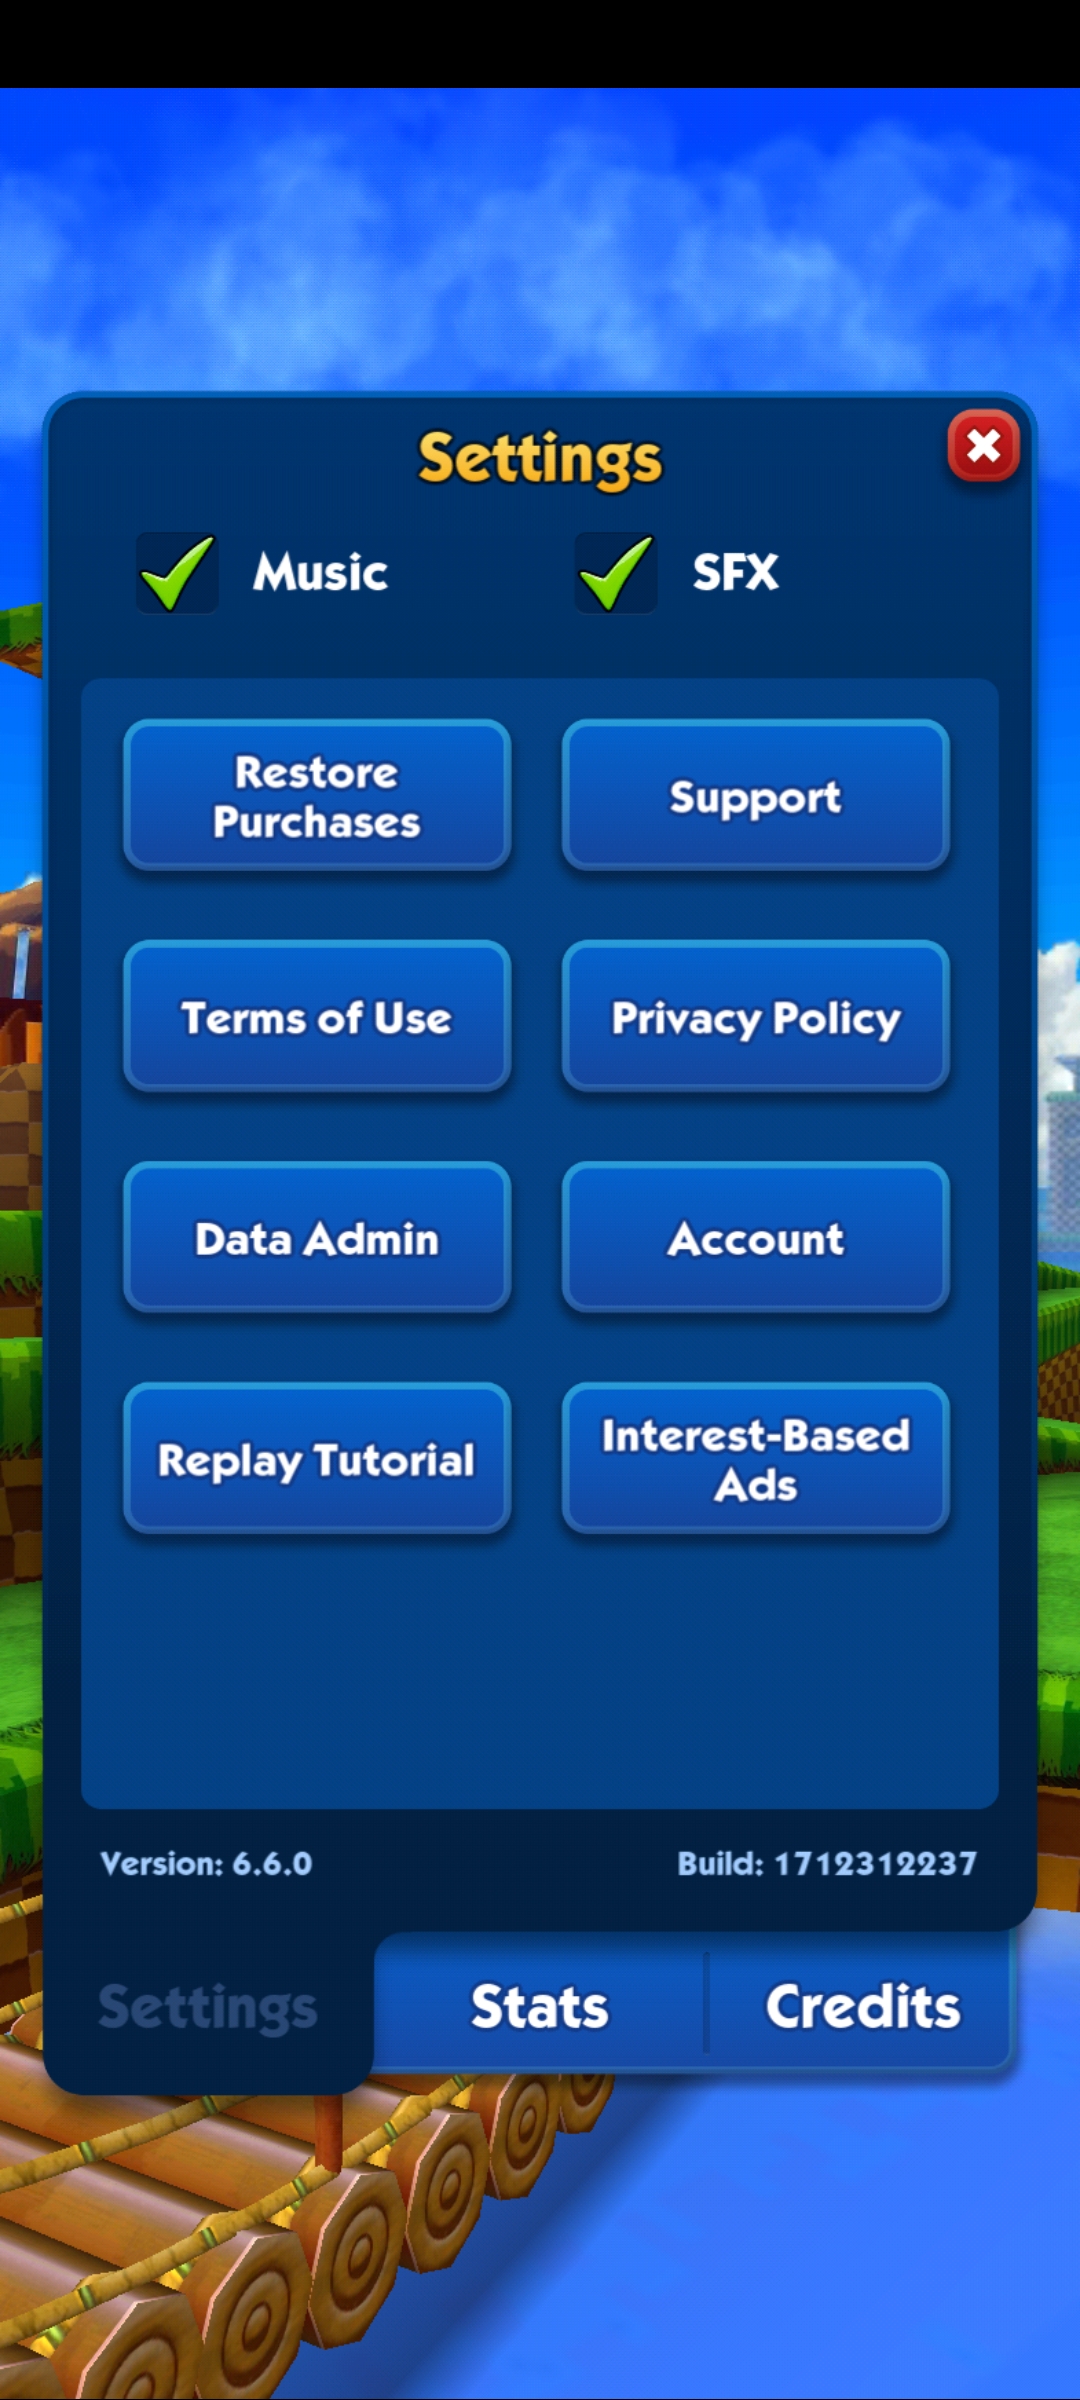 Settings
Music
SFX
Restore
Purchases
Support
Terms of Use
Privacy Policy
Data Admin
Account
Replay Tutorial
Interest-Based
Ads
Version: 6.6.0
Build: 1712312237
Settings
Stats
Credits